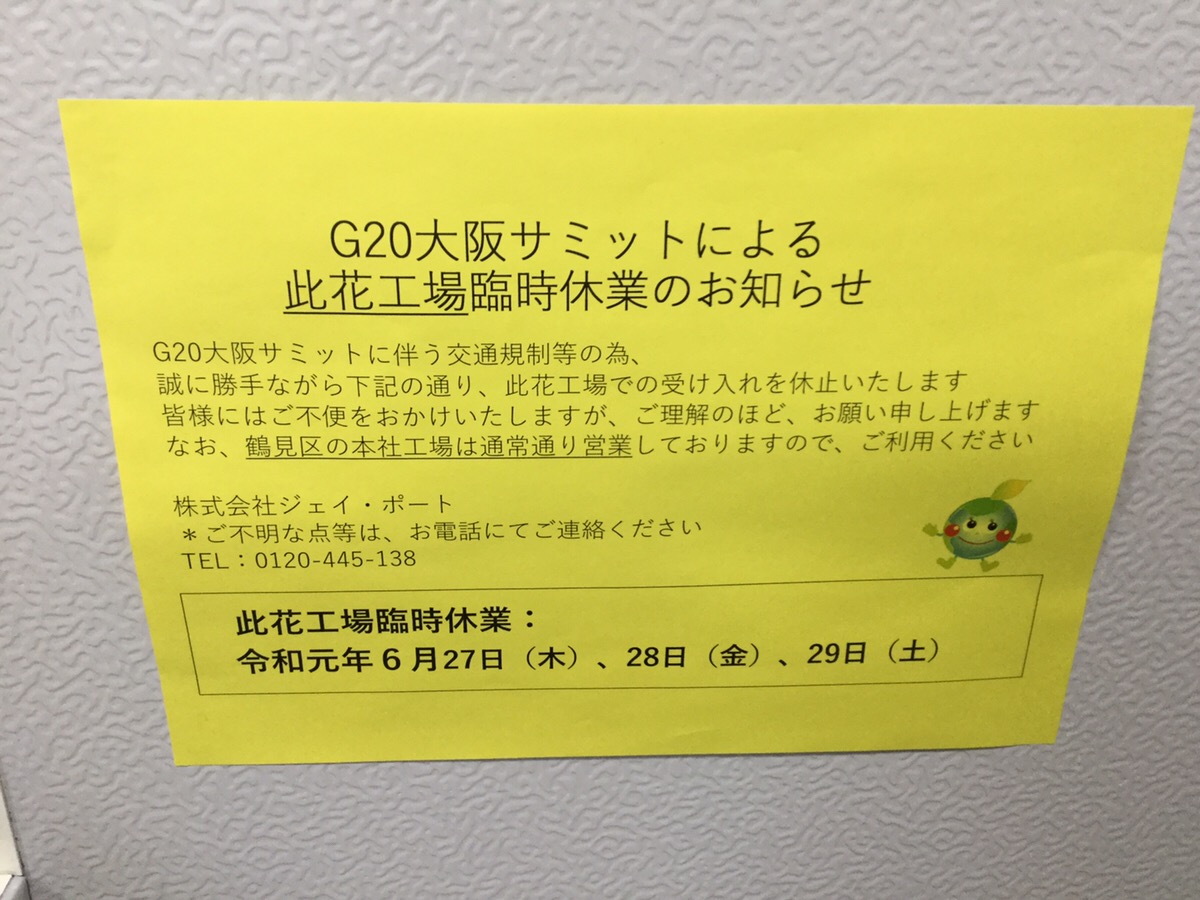 G20大阪サミットによる
此花工場臨時休業のお知らせ
G20大阪サミットに伴う交通規制等の為、
誠に勝手ながら下記の通り、此花工場での受け入れを休止いたします
皆様にはご不便をおかけいたしますが、ご理解のほど、お願い申し上げます
なお、鶴見区の本社工場は通常通り営業しておりますので、ご利用ください
株式会社ジェイ・ポート
＊ご不明な点等は、お電話にてご連絡ください
TEL：0120-445-138
此花工場臨時休業：
令和元年６月27日（木）、28日（金）、29日（土）